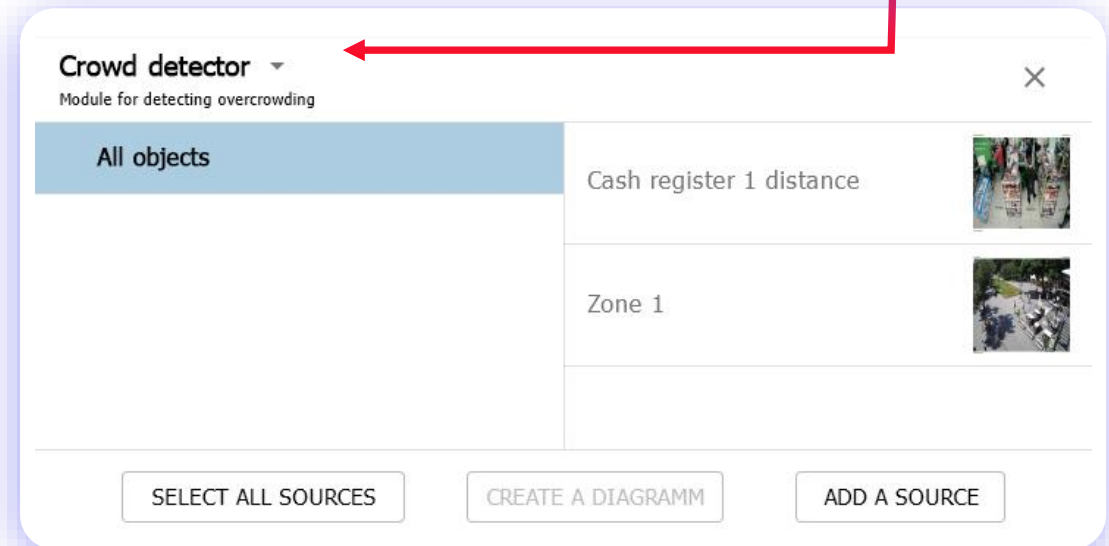 Crowd detector
Module for detecting overcrowding
All objects
Cash register 1 distance
Zone 1
SELECT ALL SOURCES
CREATE A DIAGRAMM
ADD A SOURCE